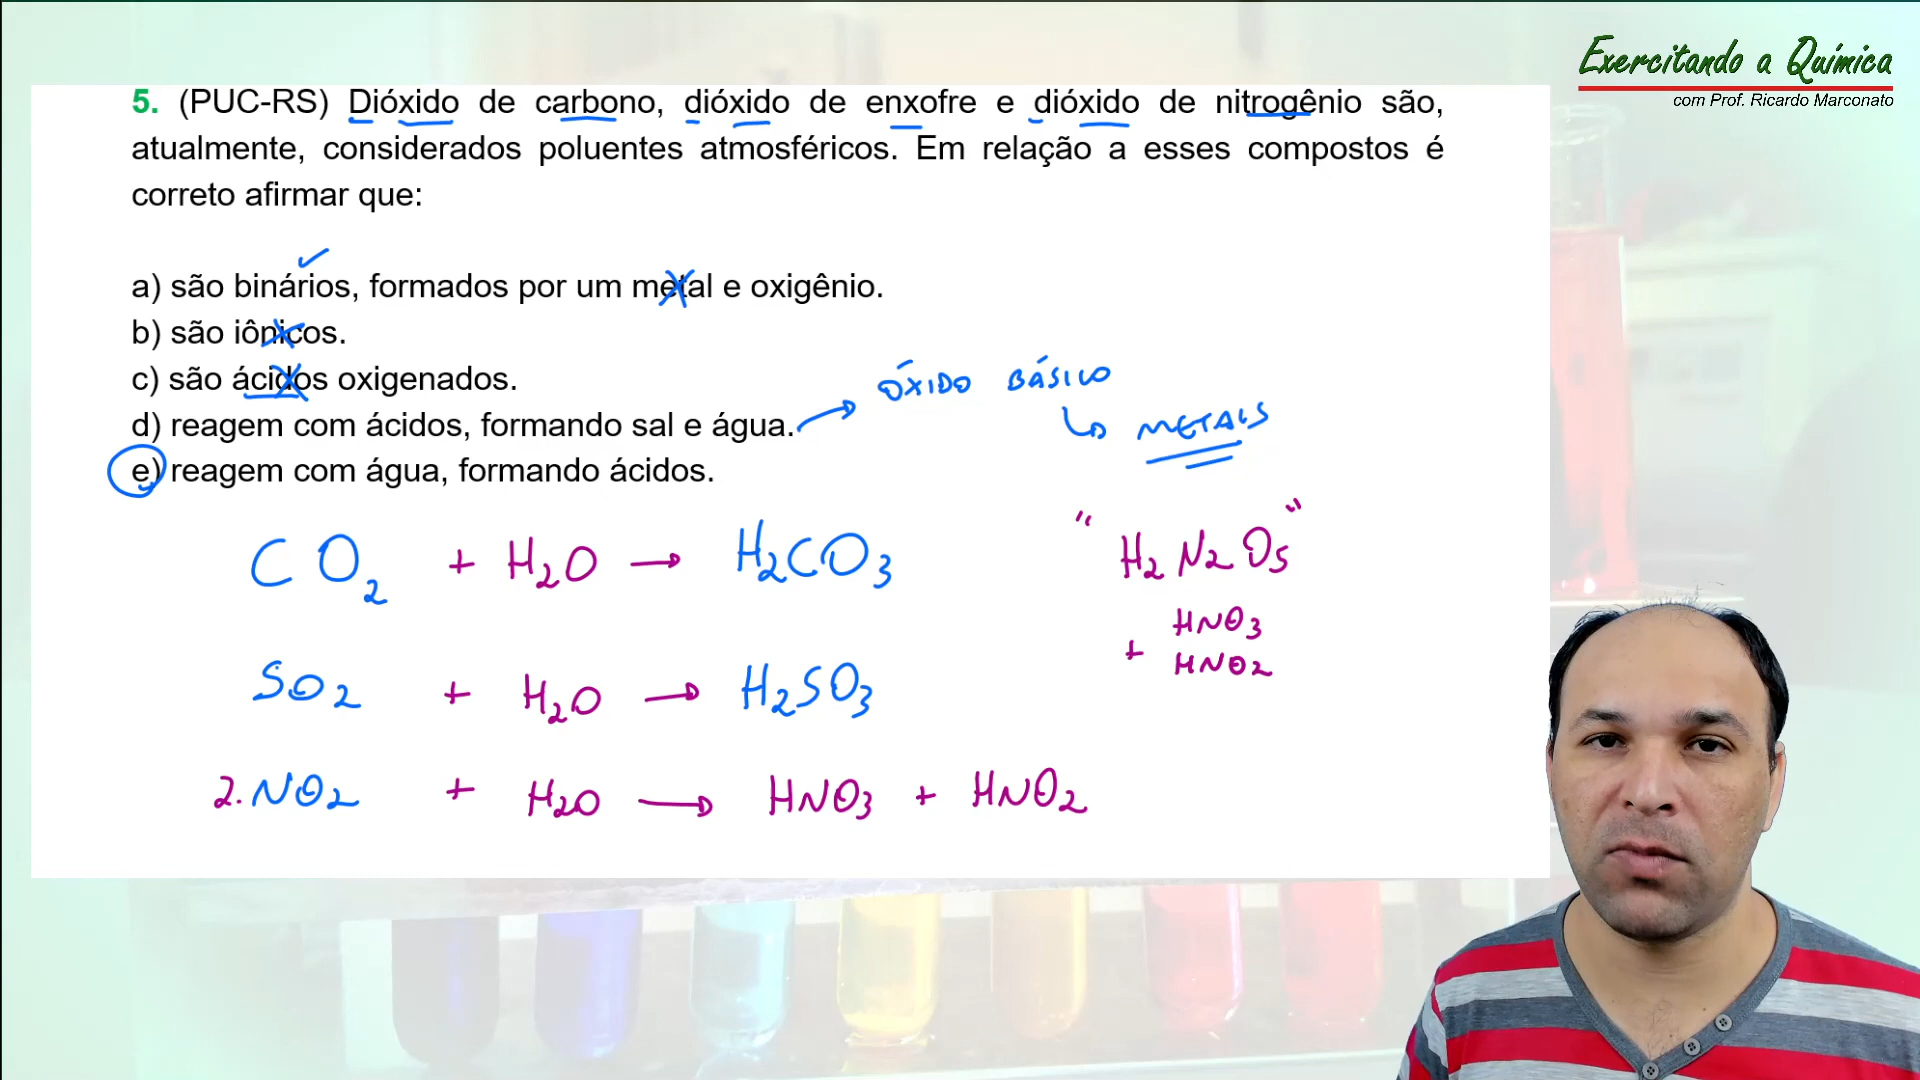 Exercitando a Química
com Prof. Ricardo Marconato
5. (PUC-RS) Dióxido de carbono, dióxido de enxofre e dióxido de nitrogênio são,
atualmente, considerados poluentes atmosféricos. Em relação a esses compostos é
correto afirmar que:
a) são binários, formados por um metal e oxigênio.
b) são iônicos.
c) são ácidos oxigenados.
d) reagem com ácidos, formando sal e água.
e) reagem com água, formando ácidos.
ÓXIDO BÁSICO
METAIS
CO2 + H2O → H2CO3
"H2N2O5"
+ HNO3
HNO2
SO2 + H2O → H2SO3
2.NO2 + H2O → HNO3 + HNO2